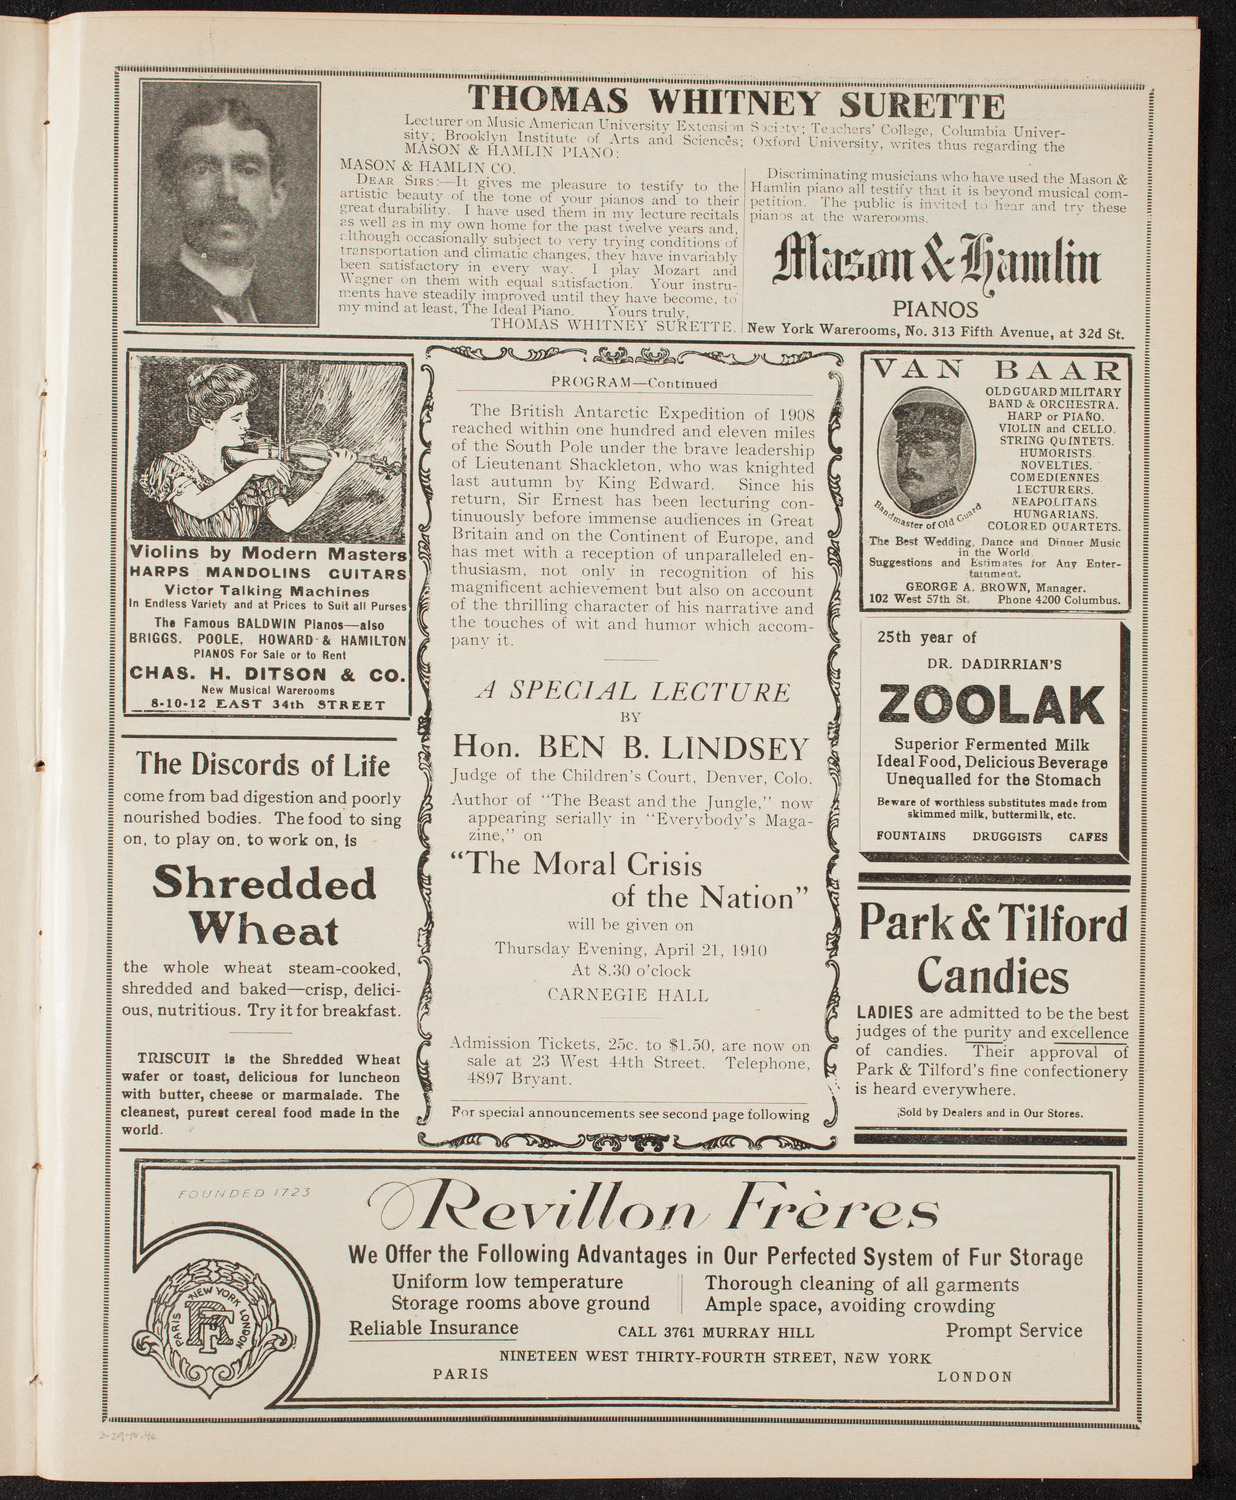 THOMAS WHITNEY SURETTE
Lecturer on Music American University Extension Society; Teachers' College, Columbia Univer-
sity; Brooklyn Institute of Arts and Sciences; Oxford University, writes thus regarding the
MASON & HAMLIN PIANO:
MASON & HAMLIN CO.
DEAR SIRS:—It gives me pleasure to testify to the
artistic beauty of the tone of your pianos and to their
great durability. I have used them in my lecture recitals
as well as in my own home for the past twelve years and,
although occasionally subject to very trying conditions of
transportation and climatic changes, they have invariably
been satisfactory in every way. I play Mozart and
Wagner on them with equal satisfaction. Your instru-
ments have steadily improved until they have become, to
my mind at least, The Ideal Piano. Yours truly,
THOMAS WHITNEY SURETTE.
Discriminating musicians who have used the Mason &
Hamlin piano all testify that it is beyond musical com-
petition. The public is invited to hear and try these
pianos at the warerooms.
Mason & Hamlin
PIANOS
New York Warerooms, No. 313 Fifth Avenue, at 32d St.
Violins by Modern Masters
HARPS MANDOLINS GUITARS
Victor Talking Machines
In Endless Variety and at Prices to Suit all Purses
The Famous BALDWIN Pianos—also
BRIGGS. POOLE, HOWARD & HAMILTON
PIANOS For Sale or to Rent
CHAS. H. DITSON & CO.
New Musical Warerooms
8-10-12 EAST 34th STREET
The Discords of Life
come from bad digestion and poorly
nourished bodies. The food to sing
on, to play on, to work on, is
Shredded
Wheat
the whole wheat steam-cooked,
shredded and baked—crisp, delici-
ous, nutritious. Try it for breakfast.
TRISCUIT is the Shredded Wheat
wafer or toast, delicious for luncheon
with butter, cheese or marmalade. The
cleanest, purest cereal food made in the
world.
PROGRAM—Continued
The British Antarctic Expedition of 1908
reached within one hundred and eleven miles
of the South Pole under the brave leadership
of Lieutenant Shackleton, who was knighted
last autumn by King Edward. Since his
return, Sir Ernest has been lecturing con-
tinuously before immense audiences in Great
Britain and on the Continent of Europe, and
has met with a reception of unparalleled en-
thusiasm, not only in recognition of his
magnificent achievement but also on account
of the thrilling character of his narrative and
the touches of wit and humor which accom-
pany it.
A SPECIAL LECTURE
BY
Hon. BEN B. LINDSEY
Judge of the Children's Court, Denver, Colo.
Author of "The Beast and the Jungle," now
appearing serially in "Everybody's Maga-
zine," on
"The Moral Crisis
of the Nation"
will be given on
Thursday Evening, April 21, 1910
At 8.30 o'clock
CARNEGIE HALL
Admission Tickets, 25c. to $1.50, are now on
sale at 23 West 44th Street. Telephone,
4897 Bryant.
For special announcements see second page following
VAN BAAR
OLD GUARD MILITARY
BAND & ORCHESTRA.
HARP or PIANO.
VIOLIN and CELLO.
STRING QUINTETS.
HUMORISTS.
NOVELTIES.
COMEDIENNES
LECTURERS.
NEAPOLITANS
HUNGARIANS.
COLORED QUARTETS.
Bandmaster of Old Guard
The Best Wedding, Dance and Dinner Music
in the World.
Suggestions and Estimates for Any Enter-
tainment.
GEORGE A. BROWN, Manager.
102 West 57th St. Phone 4200 Columbus.
25th year of
DR. DADIRRIAN'S
ZOOLAK
Superior Fermented Milk
Ideal Food, Delicious Beverage
Unequalled for the Stomach
Beware of worthless substitutes made from
skimmed milk, buttermilk, etc.
FOUNTAINS DRUGGISTS CAFES
Park & Tilford
Candies
LADIES are admitted to be the best
judges of the purity and excellence
of candies. Their approval of
Park & Tilford's fine confectionery
is heard everywhere.
Sold by Dealers and in Our Stores.
FOUNDED 1723
Revillon Frères
We Offer the Following Advantages in Our Perfected System of Fur Storage
Uniform low temperature
Storage rooms above ground
Thorough cleaning of all garments
Ample space, avoiding crowding
Reliable Insurance CALL 3761 MURRAY HILL Prompt Service
NINETEEN WEST THIRTY-FOURTH STREET, NEW YORK
PARIS LONDON
PARIS NEW YORK LONDON
3-29-10.4e